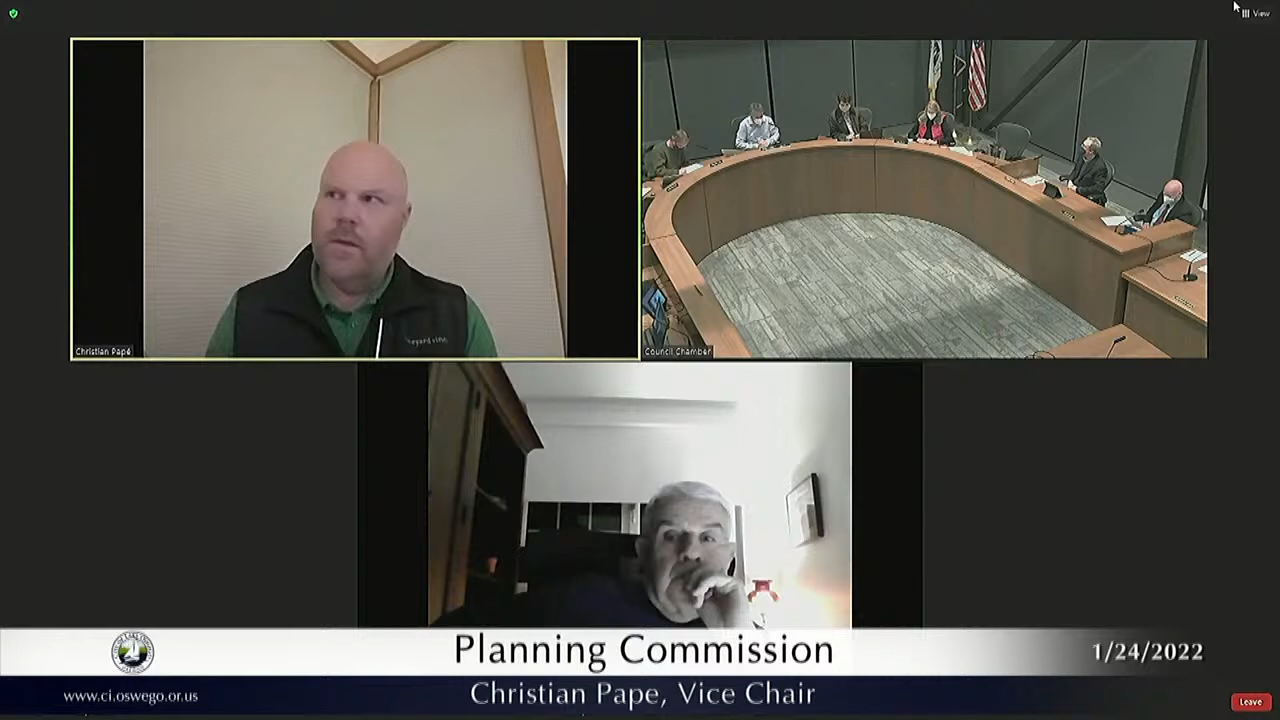 View
Christian Papé
Council Chamber
Planning Commission
1/24/2022
www.ci.oswego.or.us
Christian Pape, Vice Chair
Leave